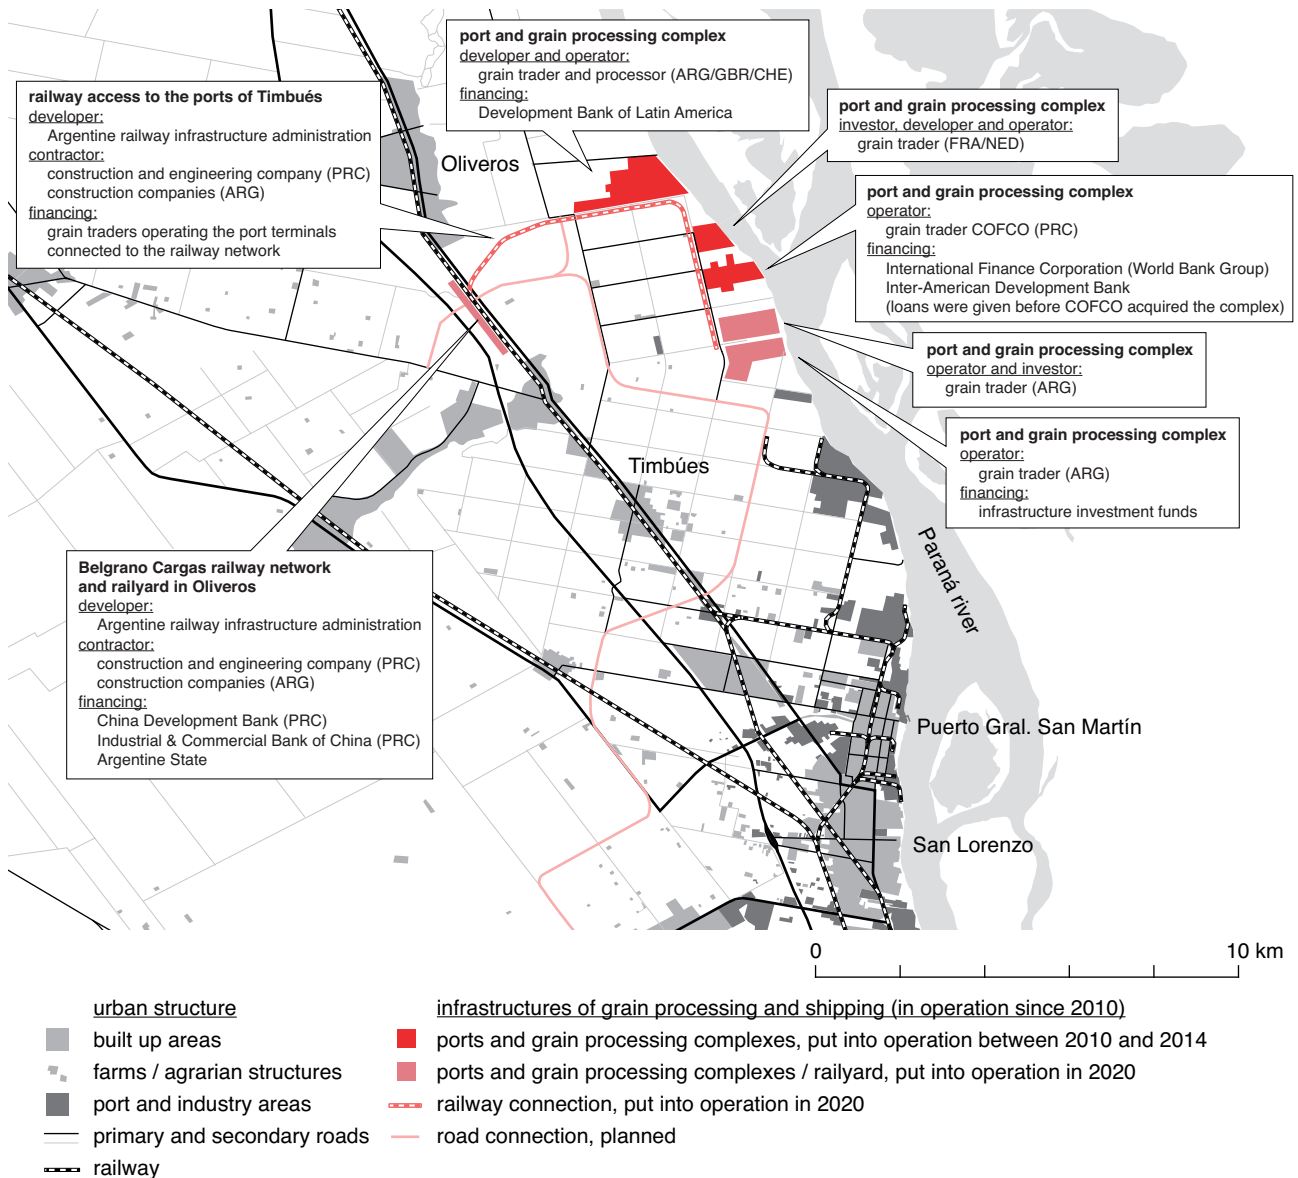 port and grain processing complex
developer and operator:
grain trader and processor (ARG/GBR/CHE)
financing:
Development Bank of Latin America
railway access to the ports of Timbués
developer:
Argentine railway infrastructure administration
contractor:
construction and engineering company (PRC)
construction companies (ARG)
financing:
grain traders operating the port terminals
connected to the railway network
port and grain processing complex
investor, developer and operator:
grain trader (FRA/NED)
Oliveros
port and grain processing complex
operator:
grain trader COFCO (PRC)
financing:
International Finance Corporation (World Bank Group)
Inter-American Development Bank
(loans were given before COFCO acquired the complex)
port and grain processing complex
operator and investor:
grain trader (ARG)
port and grain processing complex
operator:
grain trader (ARG)
financing:
infrastructure investment funds
Timbúes
Paraná river
Belgrano Cargas railway network
and railyard in Oliveros
developer:
Argentine railway infrastructure administration
contractor:
construction and engineering company (PRC)
construction companies (ARG)
financing:
China Development Bank (PRC)
Industrial & Commercial Bank of China (PRC)
Argentine State
Puerto Gral. San Martín
San Lorenzo
0 10 km
urban structure
built up areas
farms / agrarian structures
port and industry areas
primary and secondary roads
railway
infrastructures of grain processing and shipping (in operation since 2010)
ports and grain processing complexes, put into operation between 2010 and 2014
ports and grain processing complexes / railyard, put into operation in 2020
railway connection, put into operation in 2020
road connection, planned